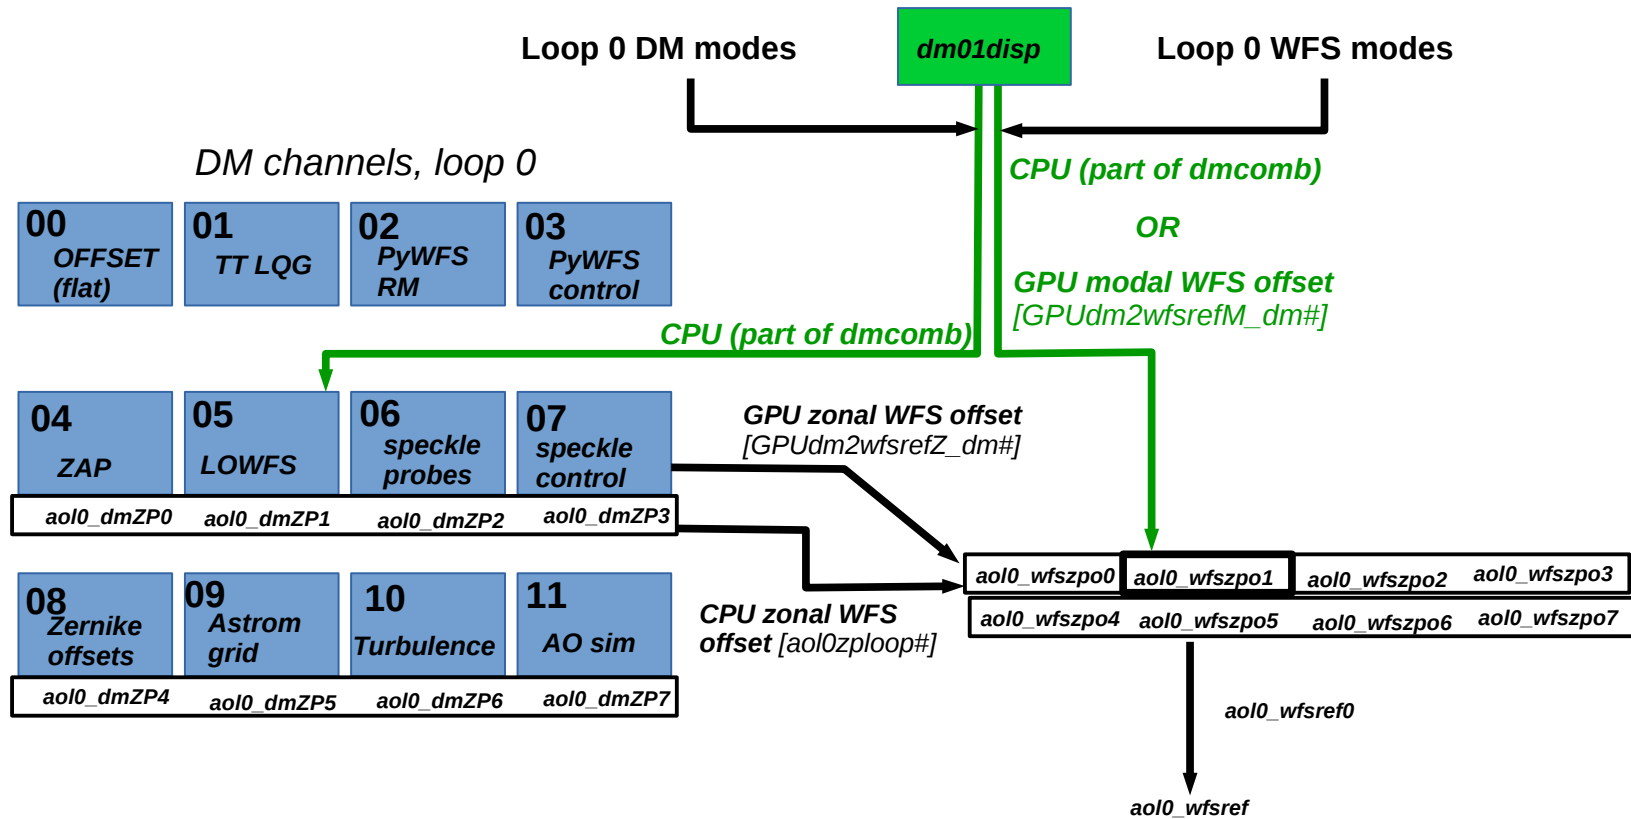 Loop 0 DM modes
dm01disp
Loop 0 WFS modes
DM channels, loop 0
CPU (part of dmcomb)
OR
GPU modal WFS offset
[GPUdm2wfsrefM_dm#]
CPU (part of dmcomb)
00
OFFSET
(flat)
01
TT LQG
02
PyWFS
RM
03
PyWFS
control
04
ZAP
05
LOWFS
06
speckle
probes
07
speckle
control
aol0_dmZP0
aol0_dmZP1
aol0_dmZP2
aol0_dmZP3
GPU zonal WFS offset
[GPUdm2wfsrefZ_dm#]
CPU zonal WFS
offset [aol0zploop#]
08
Zernike
offsets
09
Astrom
grid
10
Turbulence
11
AO sim
aol0_dmZP4
aol0_dmZP5
aol0_dmZP6
aol0_dmZP7
aol0_wfszpo0
aol0_wfszpo1
aol0_wfszpo2
aol0_wfszpo3
aol0_wfszpo4
aol0_wfszpo5
aol0_wfszpo6
aol0_wfszpo7
aol0_wfsref0
aol0_wfsref